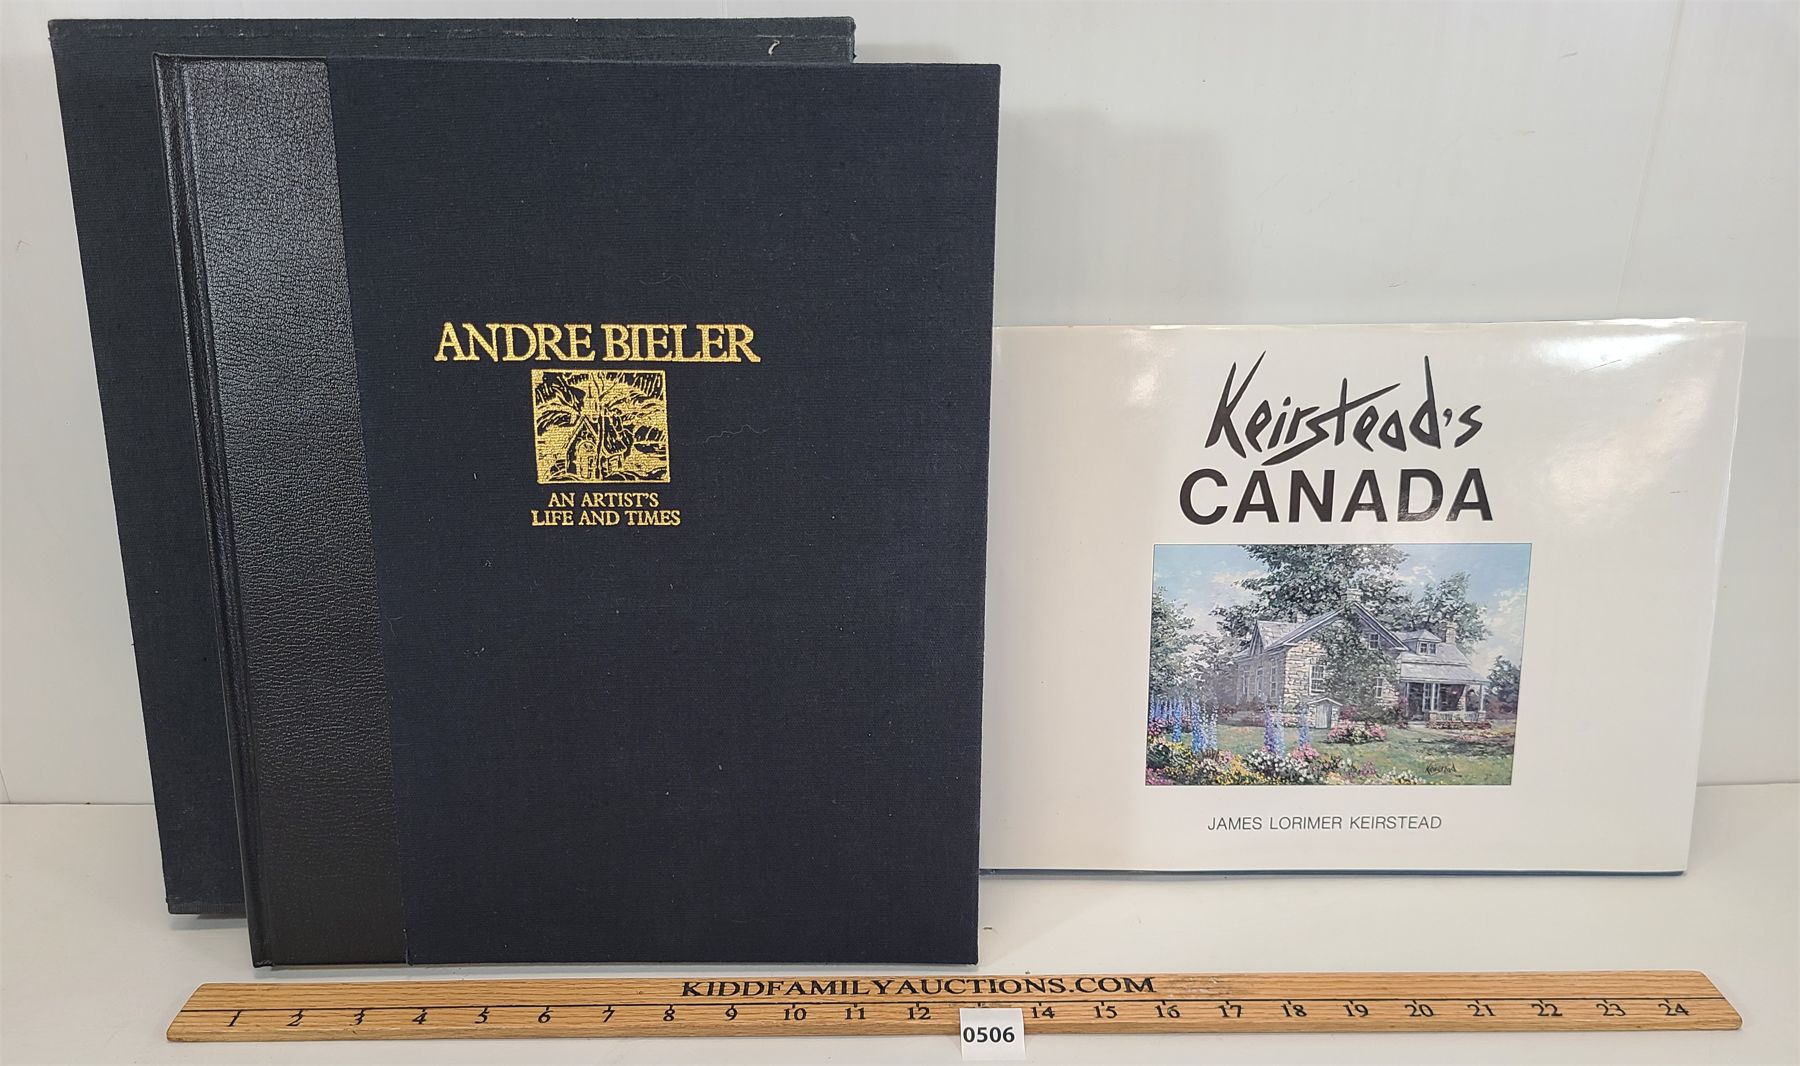 ANDRE BIELER
AN ARTIST'S
LIFE AND TIMES
Keirstead's
CANADA
Keirstead
JAMES LORIMER KEIRSTEAD
KIDDFAMILYAUCTIONS.COM
1 2 3 4 5 6 7 8 9 10 11 12 14 15 16 17 18 19 20 21 22 23 24
0506